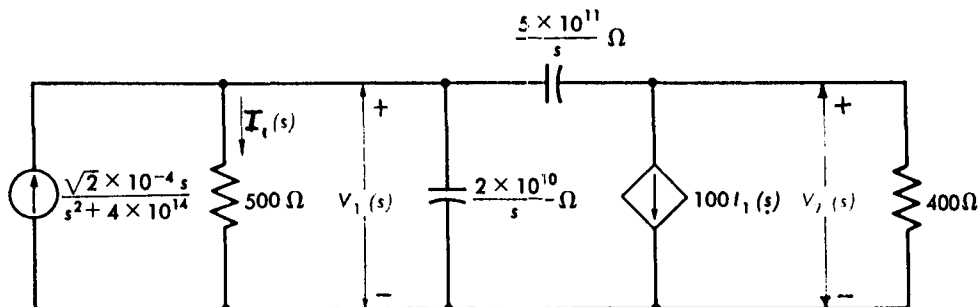 5 × 10¹¹ / s Ω
+
+
I₁(s)
√2 × 10⁻⁴ s / s² + 4 × 10¹⁴
500 Ω
V₁(s)
2 × 10¹⁰ / s Ω
100 I₁(s)
V₂(s)
400Ω
−
−